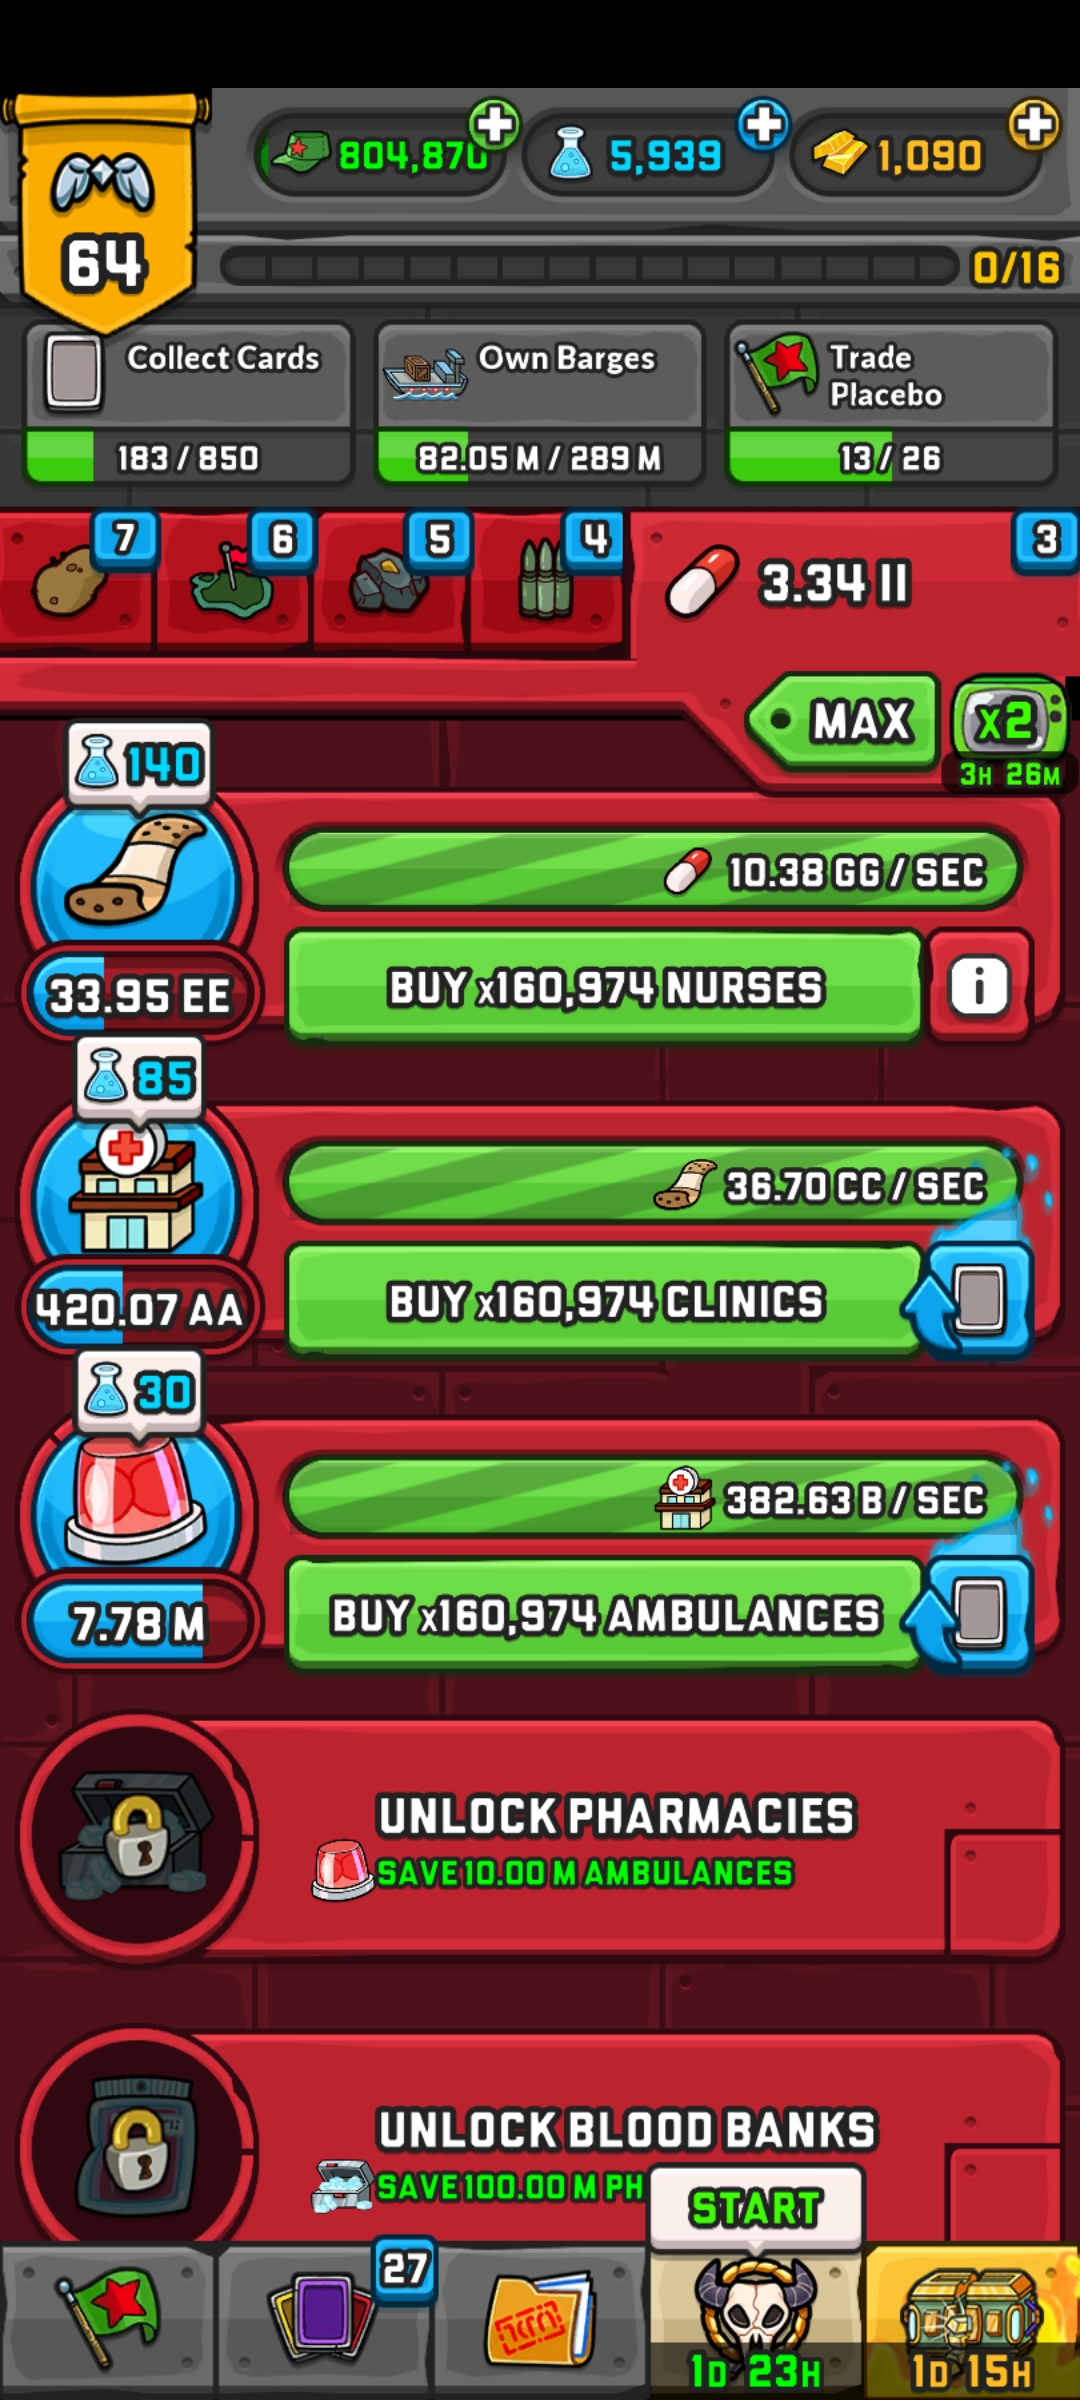 804,870
5,939
1,090
64
0/16
Collect Cards
183 / 850
Own Barges
82.05 M / 289 M
Trade
Placebo
13 / 26
7
6
5
4
3
3.34 II
MAX
x2
3H 26M
140
10.38 GG / SEC
33.95 EE
BUY x160,974 NURSES
i
85
36.70 CC / SEC
420.07 AA
BUY x160,974 CLINICS
30
382.63 B / SEC
7.78 M
BUY x160,974 AMBULANCES
UNLOCK PHARMACIES
SAVE 10.00 M AMBULANCES
UNLOCK BLOOD BANKS
SAVE 100.00 M PH
START
27
1D 23H
1D 15H